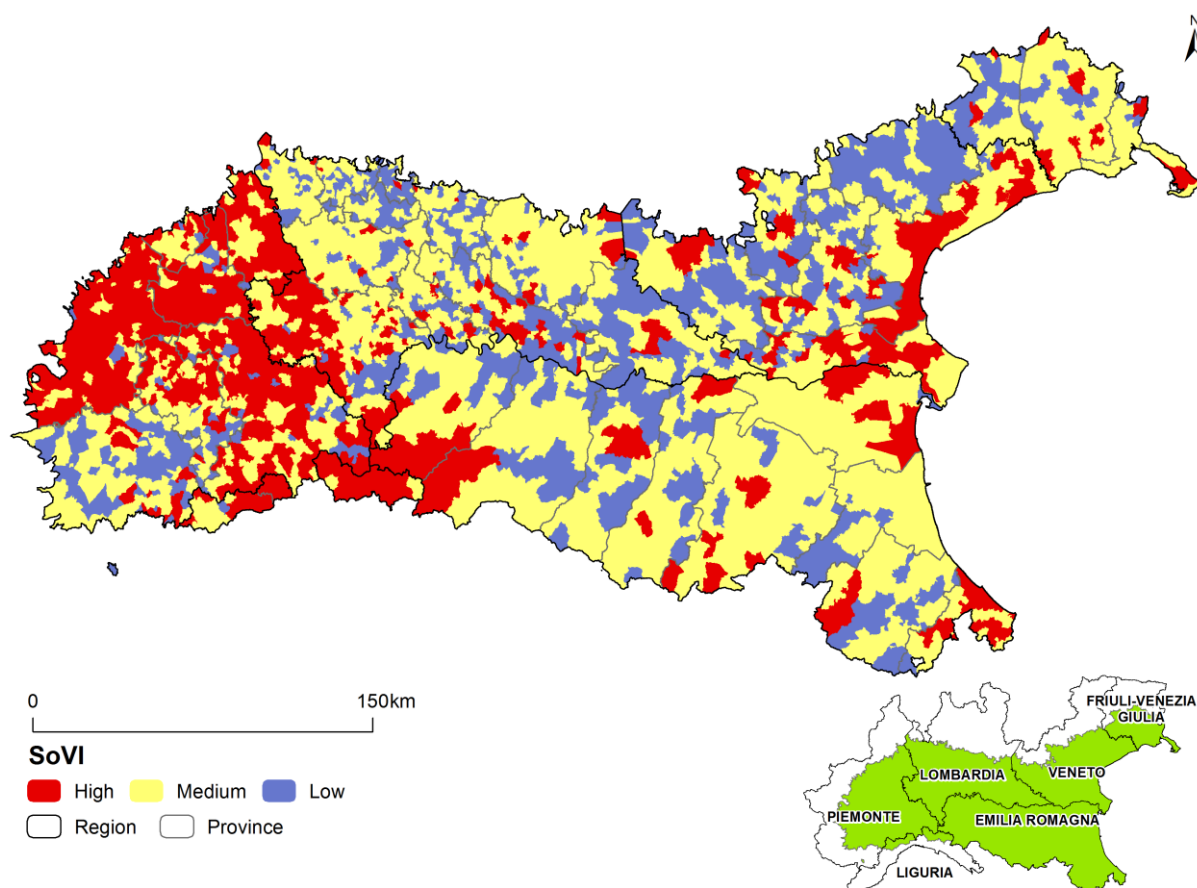 N
0 150km
SoVI
High Medium Low
Region Province
FRIULI-VENEZIA
GIULIA
LOMBARDIA
VENETO
PIEMONTE
EMILIA ROMAGNA
LIGURIA